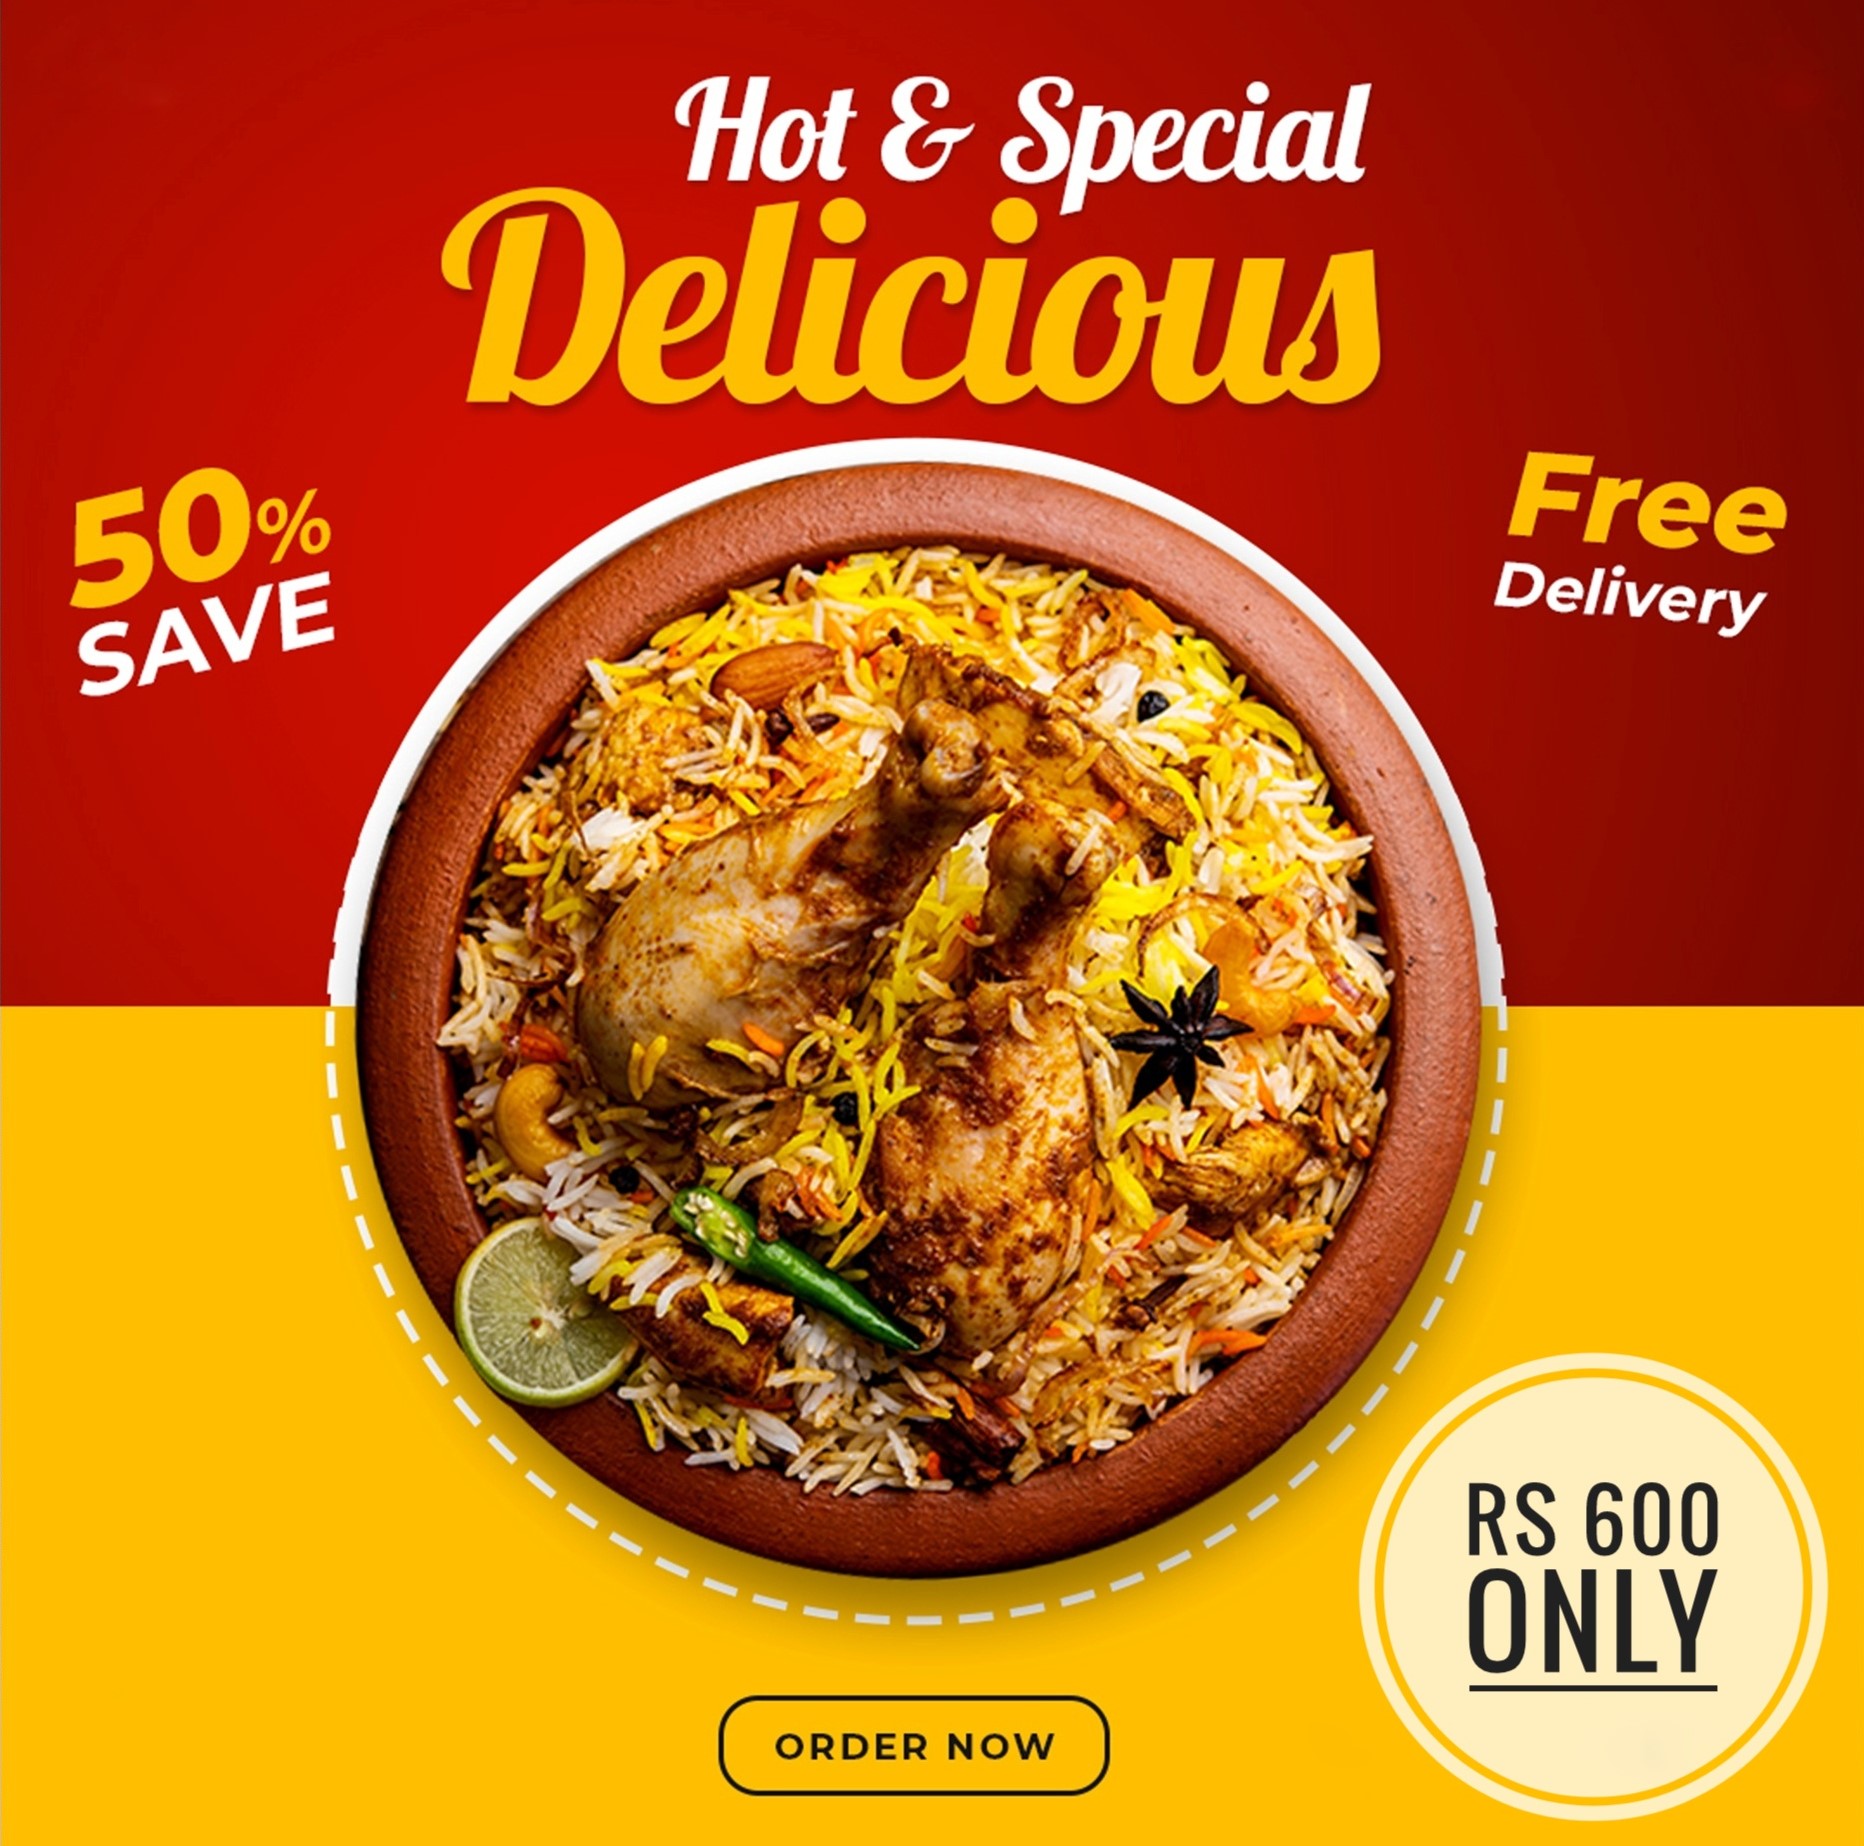 Hot & Special
Delicious
50%
SAVE
Free
Delivery
RS 600
ONLY
ORDER NOW